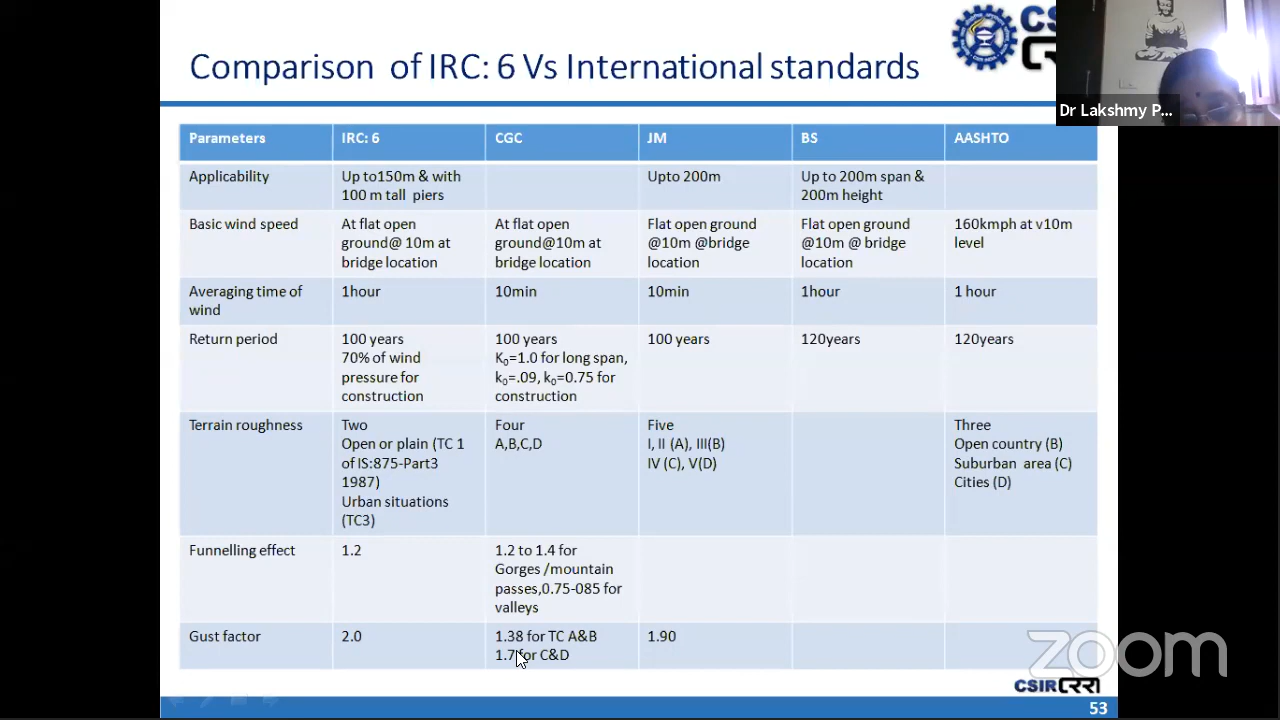 Comparison of IRC: 6 Vs International standards
Dr Lakshmy P...
Parameters
IRC: 6
CGC
JM
BS
AASHTO
Applicability
Up to150m & with
100 m tall piers
Upto 200m
Up to 200m span &
200m height
Basic wind speed
At flat open
ground@ 10m at
bridge location
At flat open
ground@10m at
bridge location
Flat open ground
@10m @bridge
location
Flat open ground
@10m @ bridge
location
160kmph at v10m
level
Averaging time of
wind
1hour
10min
10min
1hour
1 hour
Return period
100 years
70% of wind
pressure for
construction
100 years
K₀=1.0 for long span,
k₀=.09, k₀=0.75 for
construction
100 years
120years
120years
Terrain roughness
Two
Open or plain (TC 1
of IS:875-Part3
1987)
Urban situations
(TC3)
Four
A,B,C,D
Five
I, II (A), III(B)
IV (C), V(D)
Three
Open country (B)
Suburban area (C)
Cities (D)
Funnelling effect
1.2
1.2 to 1.4 for
Gorges /mountain
passes,0.75-085 for
valleys
Gust factor
2.0
1.38 for TC A&B
1.7 for C&D
1.90
zoom
CSIR CRRI
53